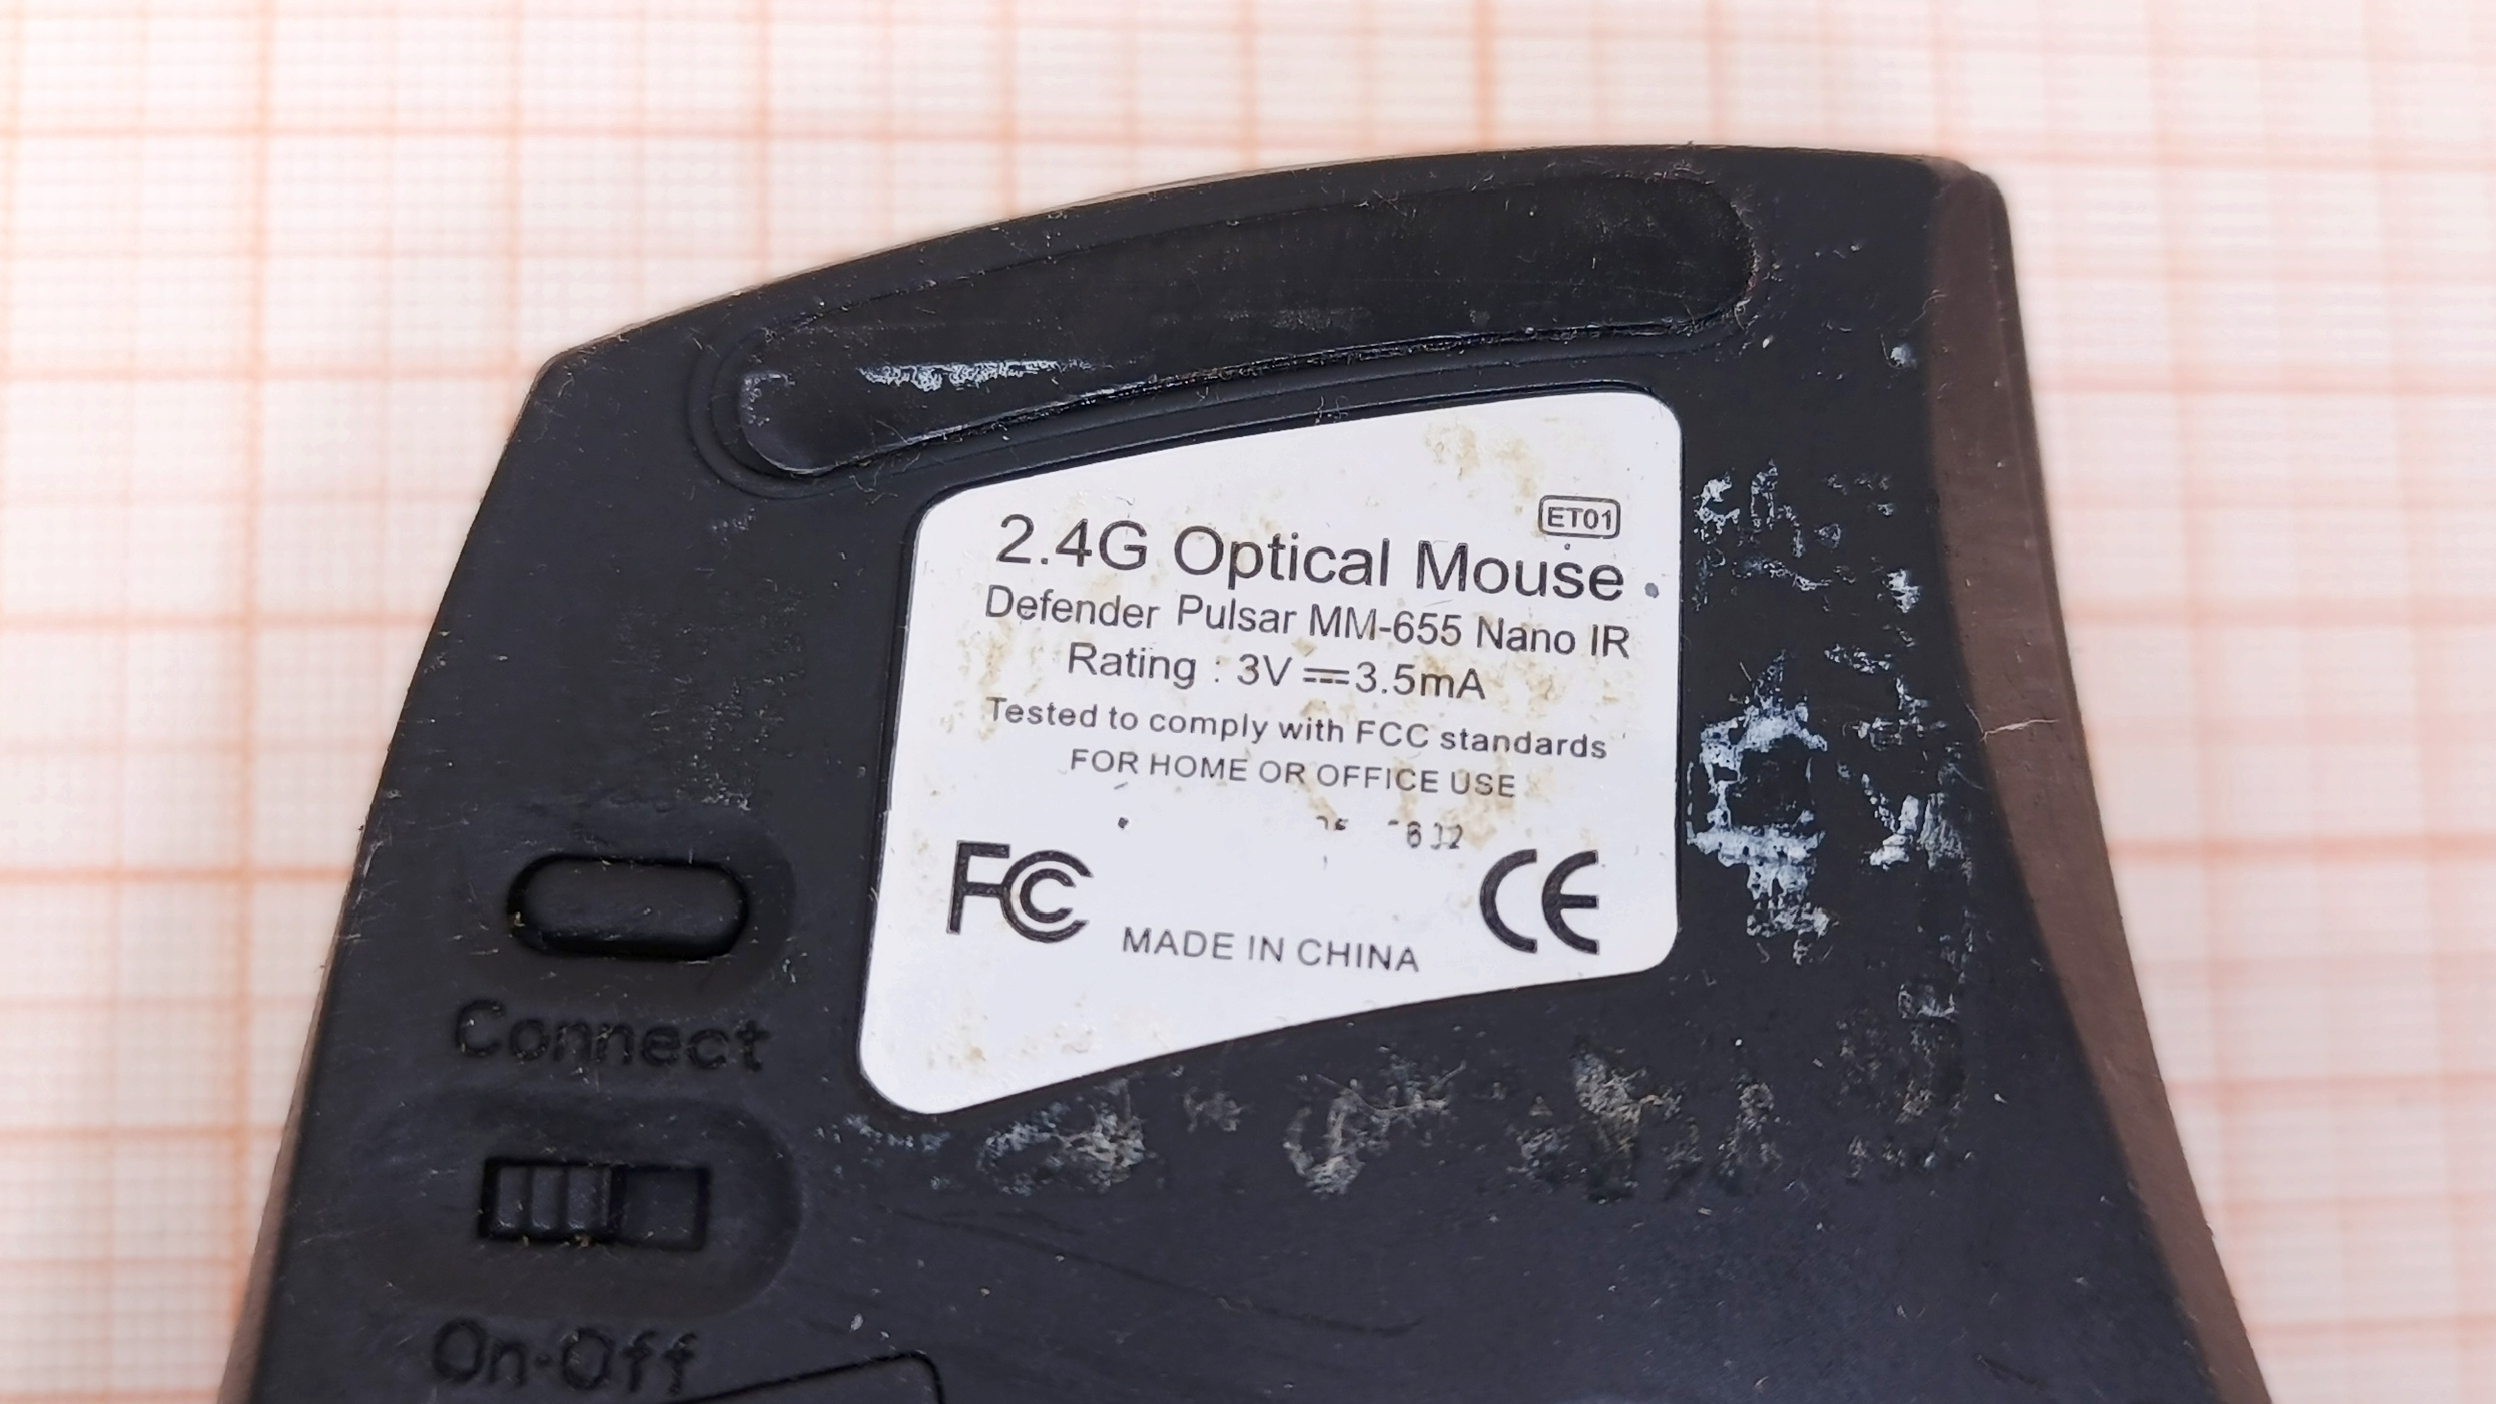 ET01
2.4G Optical Mouse
Defender Pulsar MM-655 Nano IR
Rating : 3V ⎓ 3.5mA
Tested to comply with FCC standards
FOR HOME OR OFFICE USE
FC CE
MADE IN CHINA
Connect
On-Off